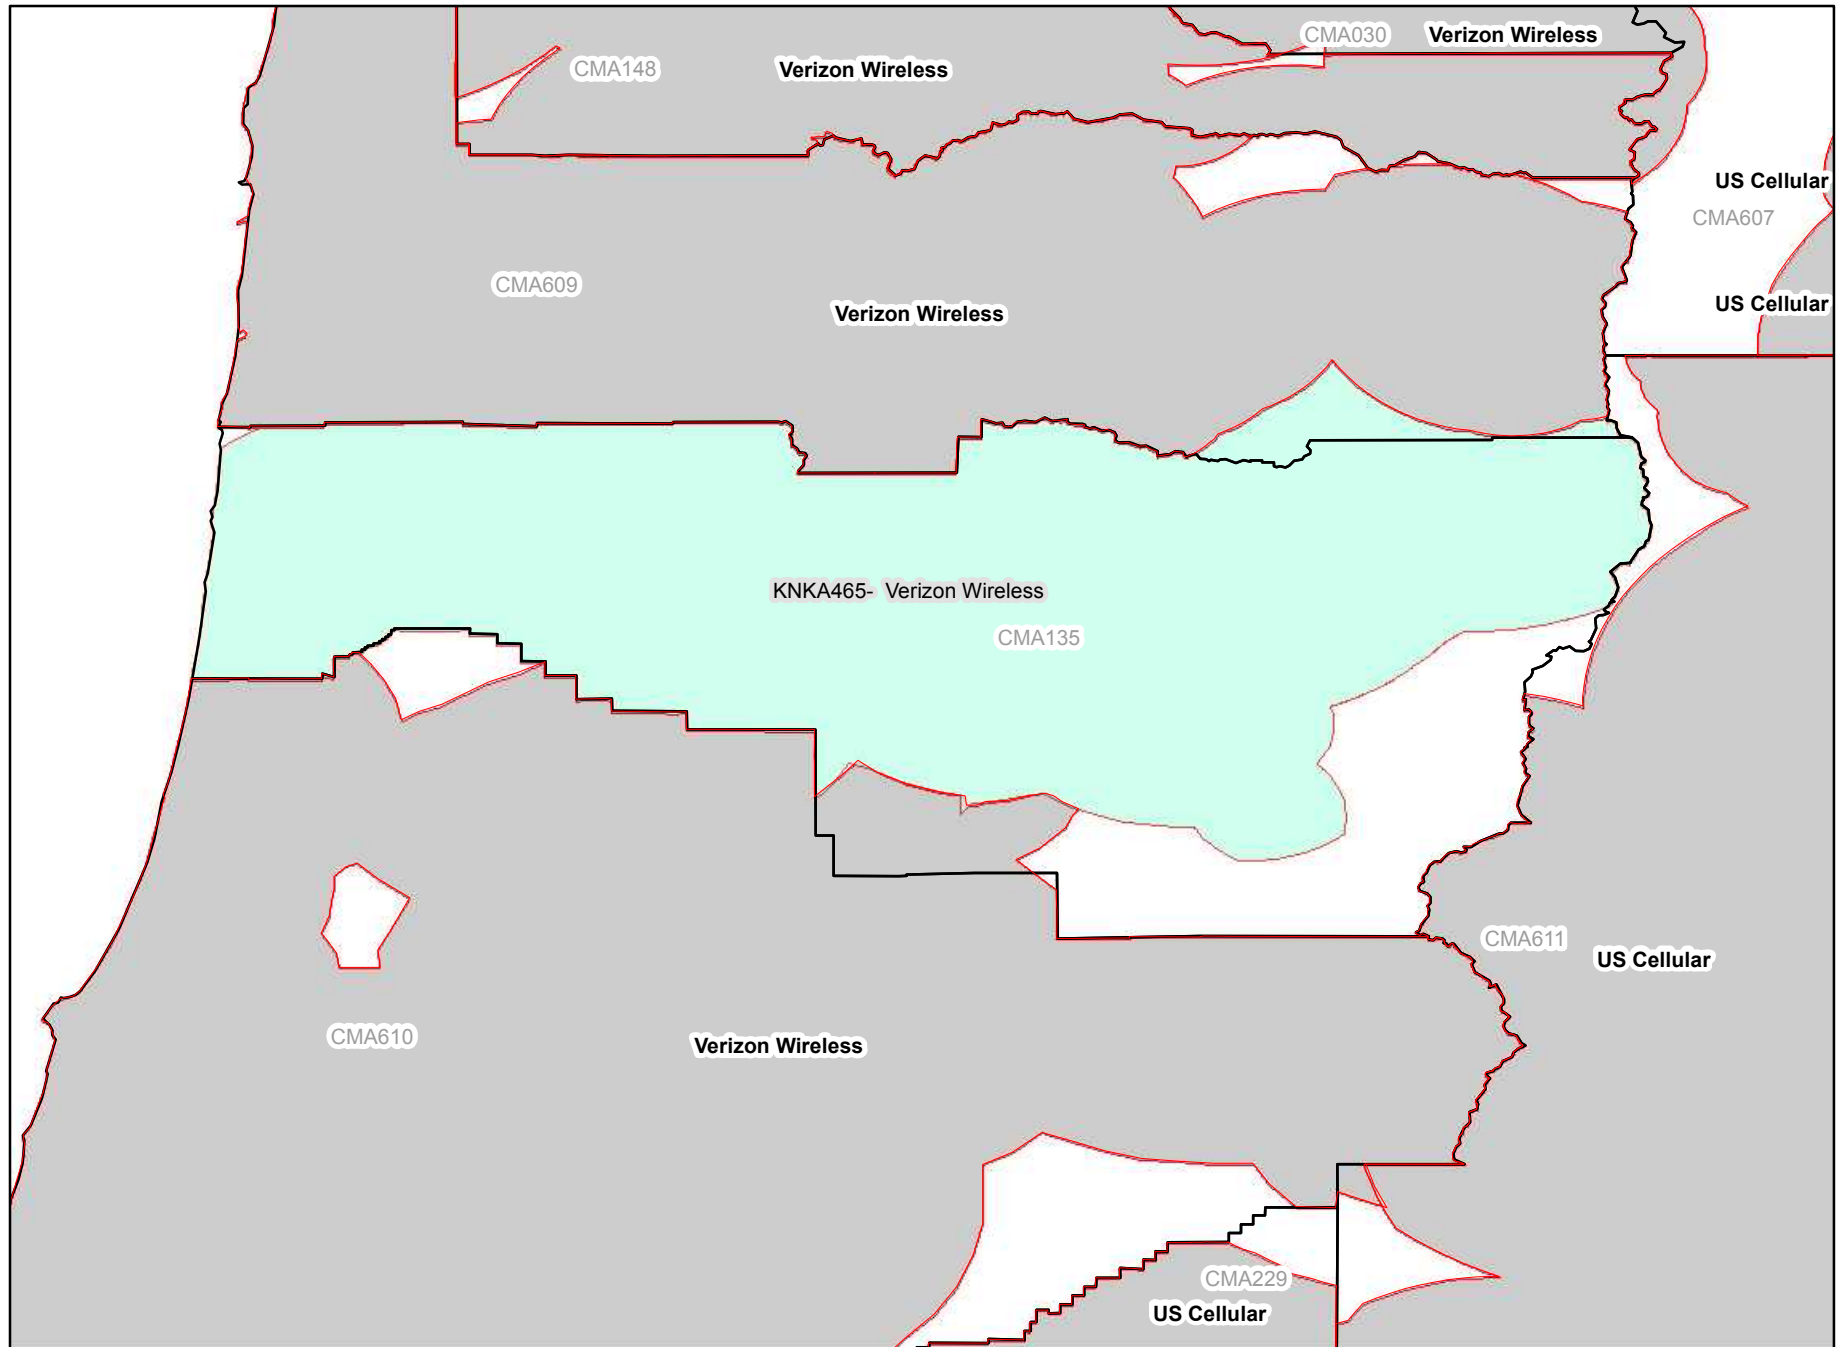 CMA030
Verizon Wireless
CMA148
Verizon Wireless
US Cellular
CMA607
CMA609
US Cellular
Verizon Wireless
KNKA465- Verizon Wireless
CMA135
CMA611
US Cellular
CMA610
Verizon Wireless
CMA229
US Cellular